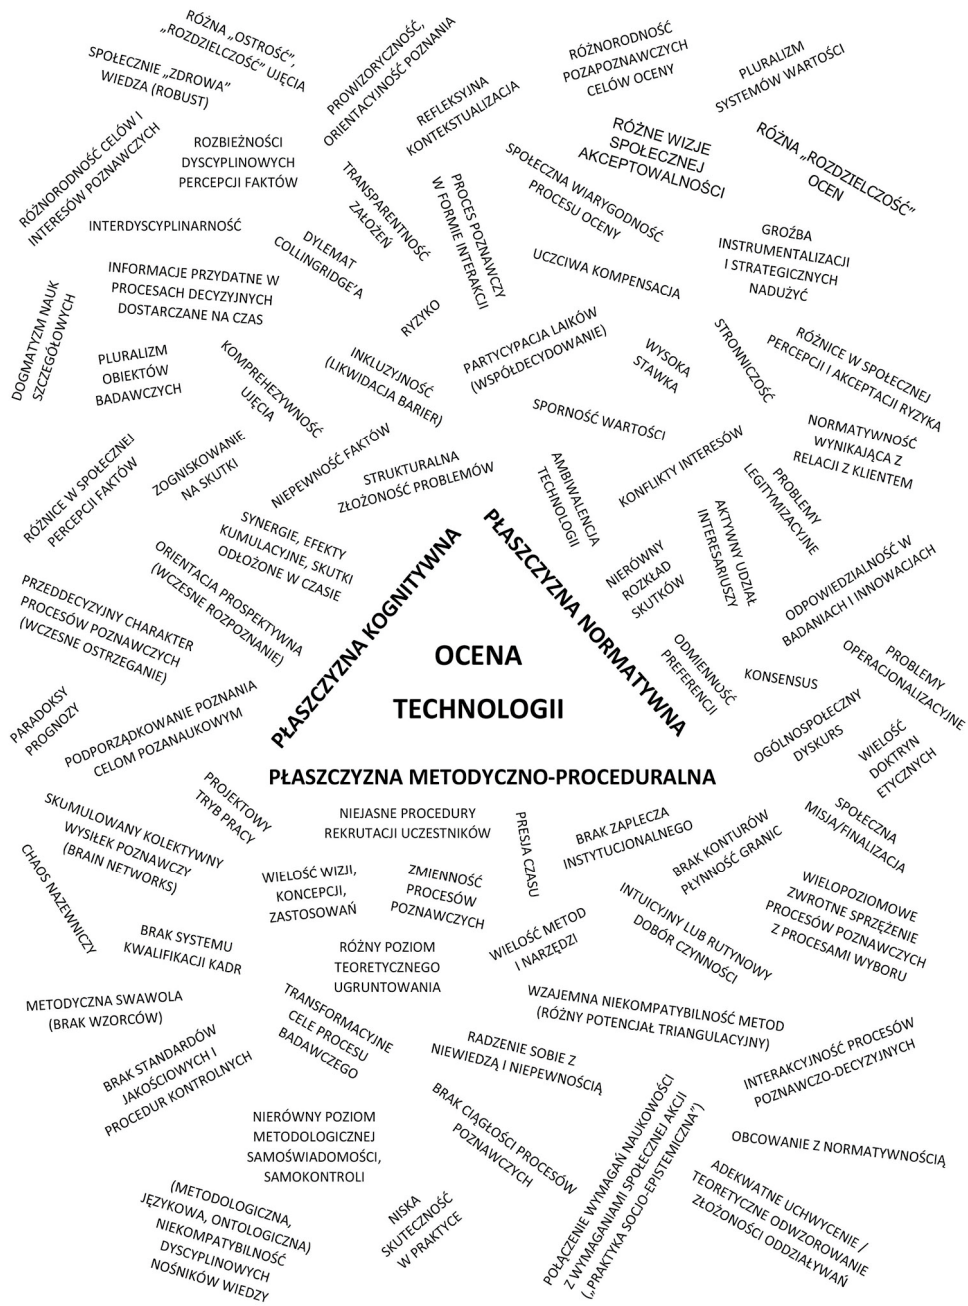 RÓŻNA „OSTROŚĆ”,
„ROZDZIELCZOŚĆ” UJĘCIA
SPOŁECZNIE „ZDROWA”
WIEDZA (ROBUST)
PROWIZORYCZNOŚĆ,
ORIENTACYJNOŚĆ POZNANIA
REFLEKSYJNA
KONTEKSTUALIZACJA
RÓŻNORODNOŚĆ
POZAPOZNAWCZYCH
CELÓW OCENY
PLURALIZM
SYSTEMÓW WARTOŚCI
RÓŻNORODNOŚĆ CELÓW I
INTERESÓW POZNAWCZYCH
ROZBIEŻNOŚCI
DYSCYPLINOWYCH
PERCEPCJI FAKTÓW
TRANSPARENTNOŚĆ
ZAŁOŻEŃ
PROCES POZNAWCZY
W FORMIE INTERAKCJI
SPOŁECZNA WIARYGODNOŚĆ
PROCESU OCENY
RÓŻNE WIZJE
SPOŁECZNEJ
AKCEPTOWALNOŚCI
RÓŻNA „ROZDZIELCZOŚĆ”
OCEN
INTERDYSCYPLINARNOŚĆ
DYLEMAT
COLLINGRIDGE’A
UCZCIWA KOMPENSACJA
GROŹBA
INSTRUMENTALIZACJI
I STRATEGICZNYCH
NADUŻYĆ
INFORMACJE PRZYDATNE W
PROCESACH DECYZYJNYCH
DOSTARCZANE NA CZAS
RYZYKO
DOGMATYZM NAUK
SZCZEGÓŁOWYCH
PLURALIZM
OBIEKTÓW
BADAWCZYCH
KOMPREHEZYWNOŚĆ
UJĘCIA
INKLUZYJNOŚĆ
(LIKWIDACJA BARIER)
PARTYCYPACJA LAIKÓW
(WSPÓŁDECYDOWANIE)
WYSOKA
STAWKA
STRONNICZOŚĆ
RÓŻNICE W SPOŁECZNEJ
PERCEPCJI I AKCEPTACJI RYZYKA
SPORNOŚĆ WARTOŚCI
NORMATYWNOŚĆ
WYNIKAJĄCA Z
RELACJI Z KLIENTEM
RÓŻNICE W SPOŁECZNEJ
PERCEPCJI FAKTÓW
ZOGNISKOWANIE
NA SKUTKI
NIEPEWNOŚĆ FAKTÓW
STRUKTURALNA
ZŁOŻONOŚĆ PROBLEMÓW
AMBIWALENCJA
TECHNOLOGII
KONFLIKTY INTERESÓW
PROBLEMY
LEGITYMIZACYJNE
SYNERGIE, EFEKTY
KUMULACYJNE, SKUTKI
ODŁOŻONE W CZASIE
AKTYWNY UDZIAŁ
INTERESARIUSZY
ORIENTACJA PROSPEKTYWNA
(WCZESNE ROZPOZNANIE)
NIERÓWNY
ROZKŁAD
SKUTKÓW
ODPOWIEDZIALNOŚĆ W
BADANIACH I INNOWACJACH
PRZEDDECYZYJNY CHARAKTER
PROCESÓW POZNAWCZYCH
(WCZESNE OSTRZEGANIE)
PŁASZCZYZNA KOGNITYWNA
PŁASZCZYZNA NORMATYWNA
OCENA
TECHNOLOGII
ODMIENNOŚĆ
PREFERENCJI
KONSENSUS
PROBLEMY
OPERACJONALIZACYJNE
PARADOKSY
PROGNOZY
PODPORZĄDKOWANIE POZNANIA
CELOM POZANAUKOWYM
OGÓLNOSPOŁECZNY
DYSKURS
WIELOŚĆ
DOKTRYN
ETYCZNYCH
PŁASZCZYZNA METODYCZNO-PROCEDURALNA
PROJEKTOWY
TRYB PRACY
SKUMULOWANY KOLEKTYWNY
WYSIŁEK POZNAWCZY
(BRAIN NETWORKS)
NIEJASNE PROCEDURY
REKRUTACJI UCZESTNIKÓW
PRESJA CZASU
BRAK ZAPLECZA
INSTYTUCJONALNEGO
BRAK KONTURÓW
PŁYNNOŚĆ GRANIC
SPOŁECZNA
MISJA/FINALIZACJA
CHAOS NAZEWNICZY
WIELOŚĆ WIZJI,
KONCEPCJI,
ZASTOSOWAŃ
ZMIENNOŚĆ
PROCESÓW
POZNAWCZYCH
INTUICYJNY LUB RUTYNOWY
DOBÓR CZYNNOŚCI
WIELOPOZIOMOWE
ZWROTNE SPRZĘŻENIE
PROCESÓW POZNAWCZYCH
Z PROCESAMI WYBORU
BRAK SYSTEMU
KWALIFIKACJI KADR
RÓŻNY POZIOM
TEORETYCZNEGO
UGRUNTOWANIA
WIELOŚĆ METOD
I NARZĘDZI
METODYCZNA SWAWOLA
(BRAK WZORCÓW)
TRANSFORMACYJNE
CELE PROCESU
BADAWCZEGO
WZAJEMNA NIEKOMPATYBILNOŚĆ METOD
(RÓŻNY POTENCJAŁ TRIANGULACYJNY)
BRAK STANDARDÓW
JAKOŚCIOWYCH I
PROCEDUR KONTROLNYCH
RADZENIE SOBIE Z
NIEWIEDZĄ I NIEPEWNOŚCIĄ
INTERAKCYJNOŚĆ PROCESÓW
POZNAWCZO-DECYZYJNYCH
NIERÓWNY POZIOM
METODOLOGICZNEJ
SAMOŚWIADOMOŚCI,
SAMOKONTROLI
BRAK CIĄGŁOŚCI PROCESÓW
POZNAWCZYCH
POŁĄCZENIE WYMAGAŃ NAUKOWOŚCI
Z WYMAGANIAMI SPOŁECZNEJ AKCJI
(„PRAKTYKA SOCIO-EPISTEMICZNA”)
OBCOWANIE Z NORMATYWNOŚCIĄ
(METODOLOGICZNA,
JĘZYKOWA, ONTOLOGICZNA)
NIEKOMPATYBILNOŚĆ
DYSCYPLINOWYCH
NOŚNIKÓW WIEDZY
NISKA
SKUTECZNOŚĆ
W PRAKTYCE
ADEKWATNE UCHWYCENIE /
TEORETYCZNE ODWZOROWANIE
ZŁOŻONOŚCI ODDZIAŁYWAŃ